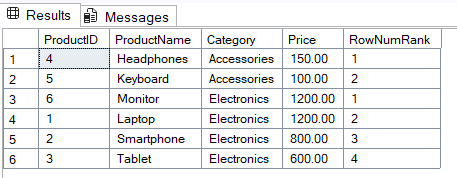 Results Messages
ProductID ProductName Category Price RowNumRank
1 4 Headphones Accessories 150.00 1
2 5 Keyboard Accessories 100.00 2
3 6 Monitor Electronics 1200.00 1
4 1 Laptop Electronics 1200.00 2
5 2 Smartphone Electronics 800.00 3
6 3 Tablet Electronics 600.00 4